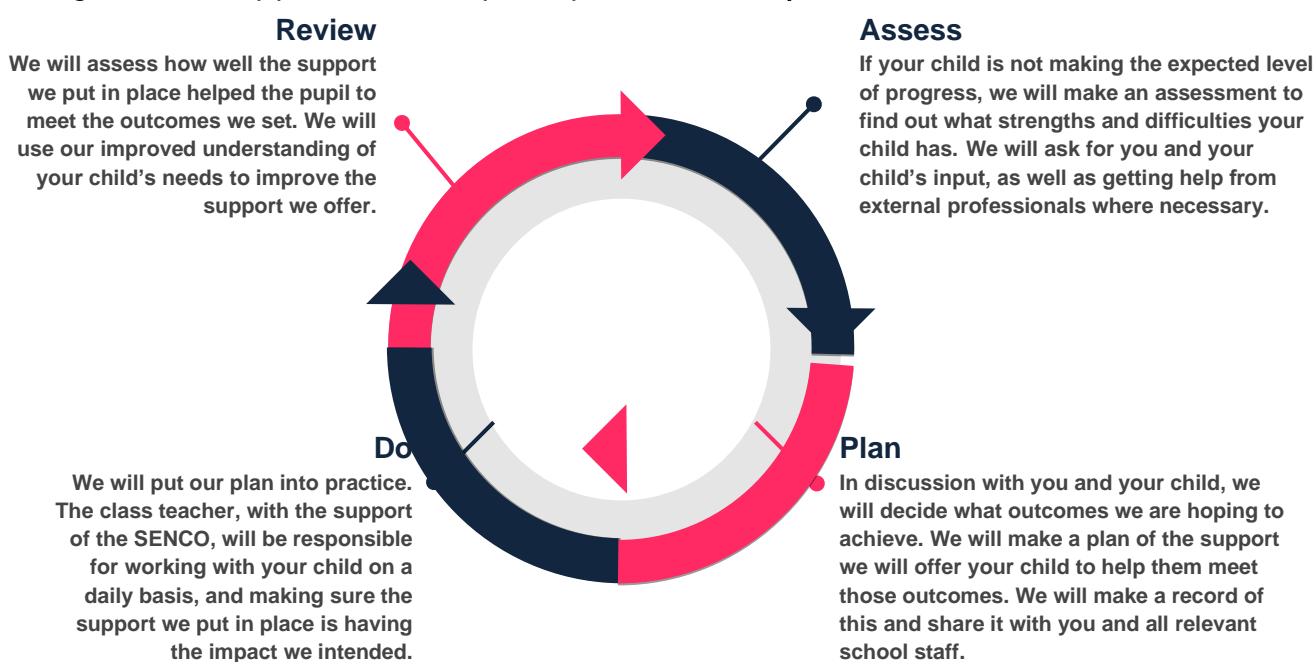 Review
We will assess how well the support
we put in place helped the pupil to
meet the outcomes we set. We will
use our improved understanding of
your child’s needs to improve the
support we offer.
Assess
If your child is not making the expected level
of progress, we will make an assessment to
find out what strengths and difficulties your
child has. We will ask for you and your
child’s input, as well as getting help from
external professionals where necessary.
Do
We will put our plan into practice.
The class teacher, with the support
of the SENCO, will be responsible
for working with your child on a
daily basis, and making sure the
support we put in place is having
the impact we intended.
Plan
In discussion with you and your child, we
will decide what outcomes we are hoping to
achieve. We will make a plan of the support
we will offer your child to help them meet
those outcomes. We will make a record of
this and share it with you and all relevant
school staff.